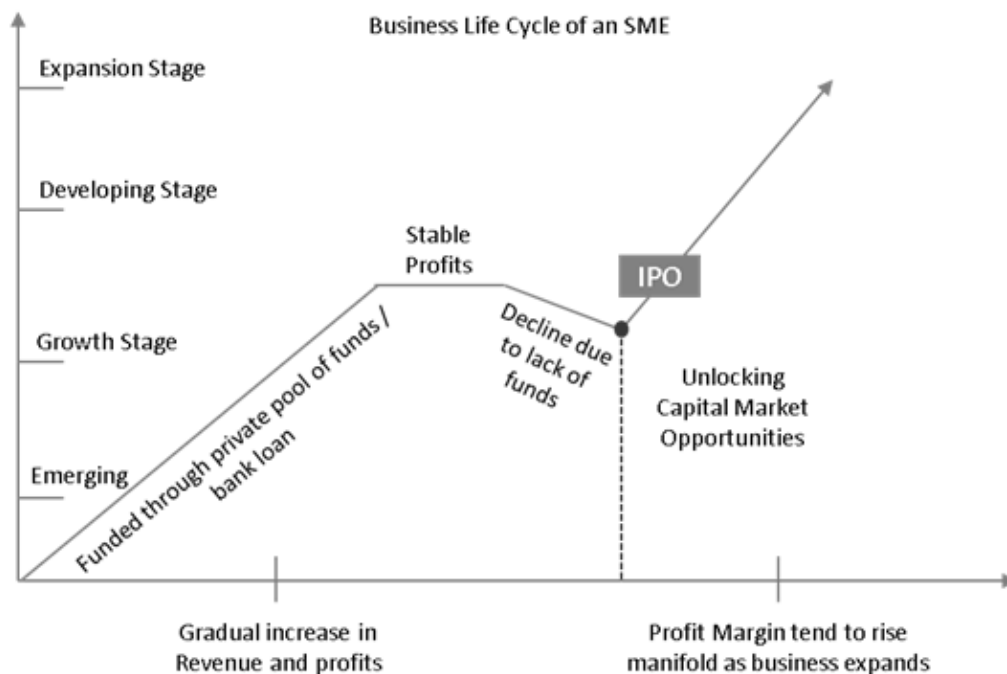 Business Life Cycle of an SME
Expansion Stage
Developing Stage
Stable
Profits
IPO
Growth Stage
Funded through private pool of funds /
bank loan
Decline due
to lack of
funds
Unlocking
Capital Market
Opportunities
Emerging
Gradual increase in
Revenue and profits
Profit Margin tend to rise
manifold as business expands